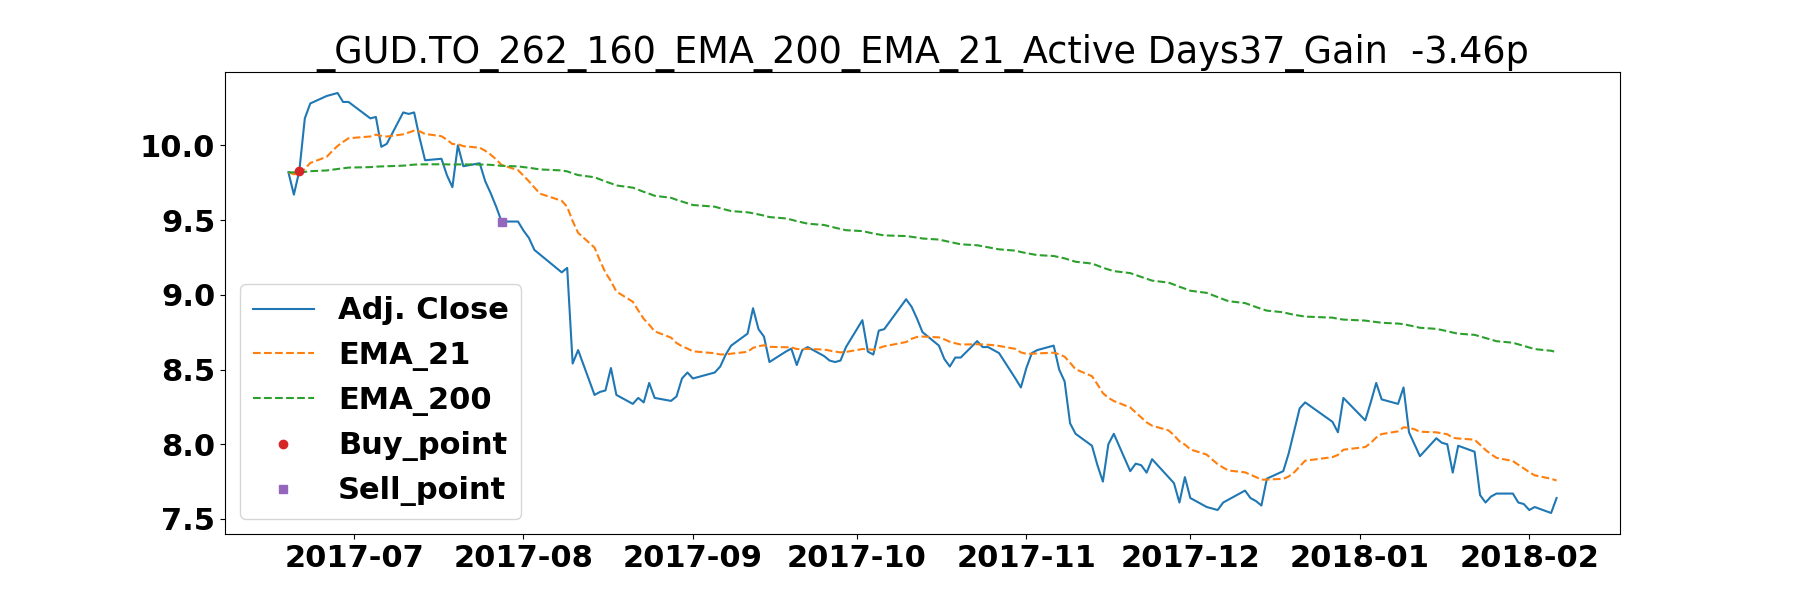 _GUD.TO_262_160_EMA_200_EMA_21_Active Days37_Gain  -3.46p
10.0
9.5
9.0
8.5
8.0
7.5
Adj. Close
EMA_21
EMA_200
Buy_point
Sell_point
2017-07 2017-08 2017-09 2017-10 2017-11 2017-12 2018-01 2018-02